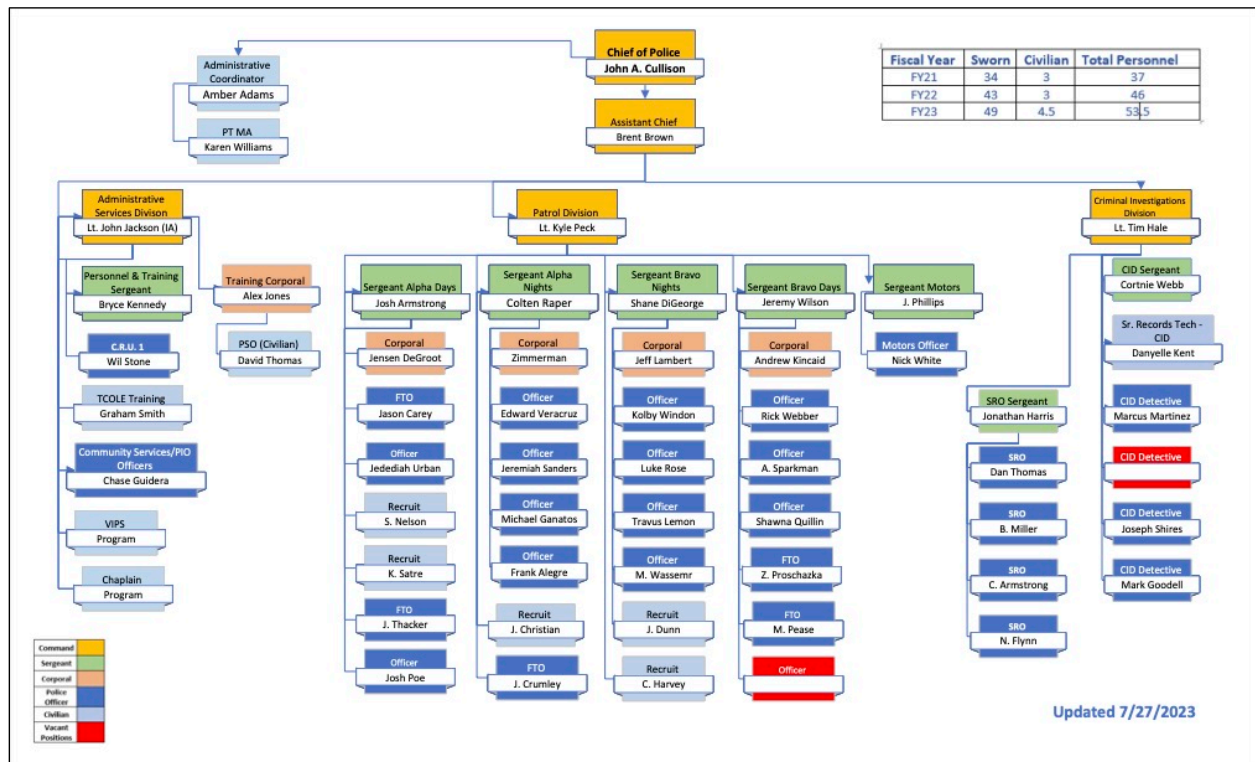 Chief of Police
John A. Cullison
Administrative
Coordinator
Amber Adams
PT MA
Karen Williams
Assistant Chief
Brent Brown
Fiscal Year Sworn Civilian Total Personnel
FY21 34 3 37
FY22 43 3 46
FY23 49 4.5 53.5
Administrative
Services Divison
Lt. John Jackson (IA)
Personnel & Training
Sergeant
Bryce Kennedy
C.R.U. 1
Wil Stone
TCOLE Training
Graham Smith
Community Services/PIO
Officers
Chase Guidera
VIPS
Program
Chaplain
Program
Training Corporal
Alex Jones
PSO (Civilian)
David Thomas
Patrol Division
Lt. Kyle Peck
Sergeant Alpha Days
Josh Armstrong
Corporal
Jensen DeGroot
FTO
Jason Carey
Officer
Jedediah Urban
Recruit
S. Nelson
Recruit
K. Satre
FTO
J. Thacker
Officer
Josh Poe
Sergeant Alpha
Nights
Colten Raper
Corporal
Zimmerman
Officer
Edward Veracruz
Officer
Jeremiah Sanders
Officer
Michael Ganatos
Officer
Frank Alegre
Recruit
J. Christian
FTO
J. Crumley
Sergeant Bravo
Nights
Shane DiGeorge
Corporal
Jeff Lambert
Officer
Kolby Windon
Officer
Luke Rose
Officer
Travus Lemon
Officer
M. Wassemr
Recruit
J. Dunn
Recruit
C. Harvey
Sergeant Bravo Days
Jeremy Wilson
Corporal
Andrew Kincaid
Officer
Rick Webber
Officer
A. Sparkman
Officer
Shawna Quillin
FTO
Z. Proschazka
FTO
M. Pease
Officer
Sergeant Motors
J. Phillips
Motors Officer
Nick White
Criminal Investigations
Division
Lt. Tim Hale
SRO Sergeant
Jonathan Harris
SRO
Dan Thomas
SRO
B. Miller
SRO
C. Armstrong
SRO
N. Flynn
CID Sergeant
Cortnie Webb
Sr. Records Tech -
CID
Danyelle Kent
CID Detective
Marcus Martinez
CID Detective
CID Detective
Joseph Shires
CID Detective
Mark Goodell
Command
Sergeant
Corporal
Police
Officer
Civilian
Vacant
Positions
Updated 7/27/2023